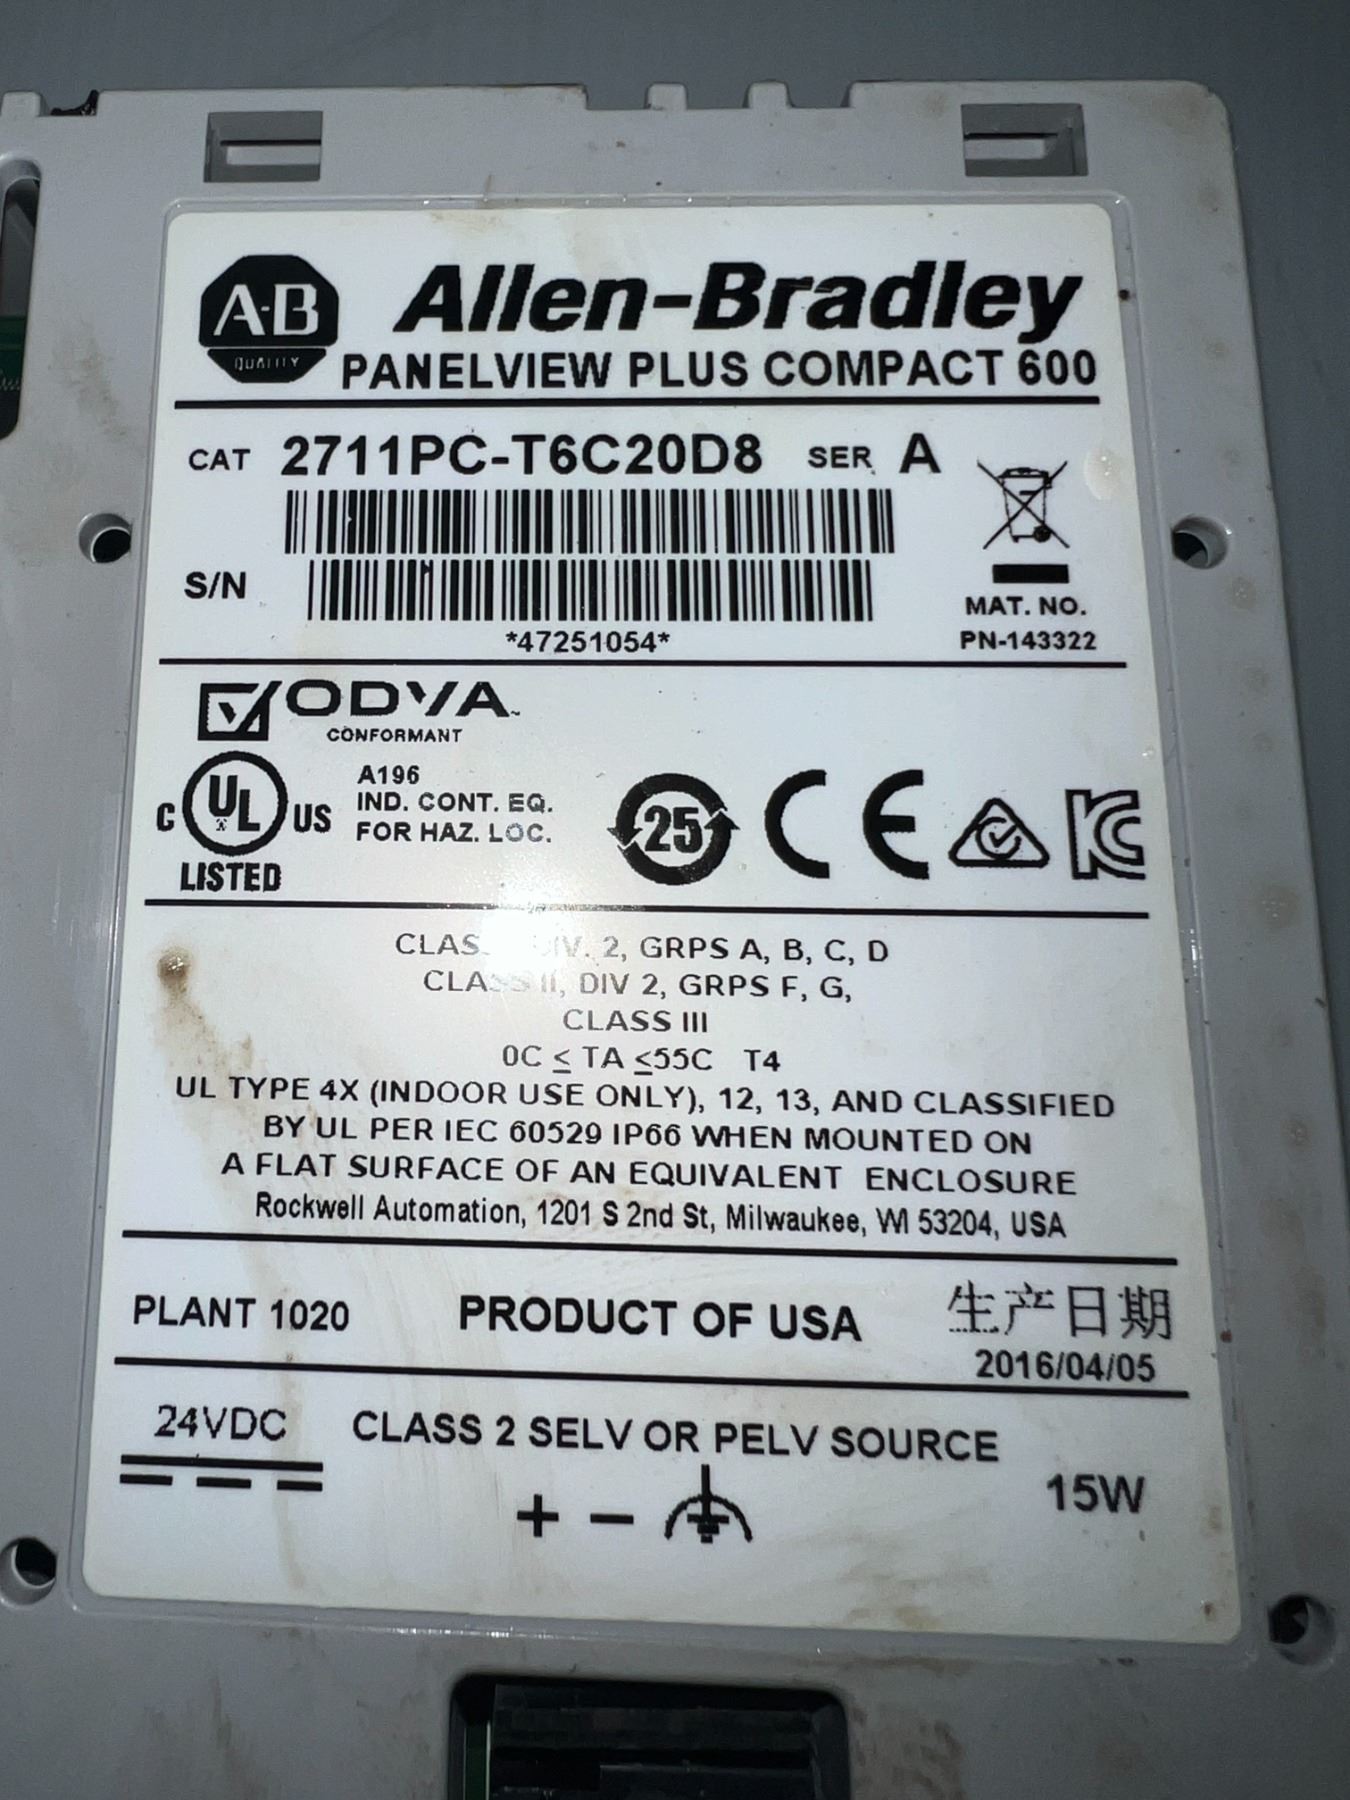 A-B
QUALITY
Allen-Bradley
PANELVIEW PLUS COMPACT 600
CAT 2711PC-T6C20D8 SER A
S/N
*47251054*
MAT. NO.
PN-143322
ODVA
CONFORMANT
C UL US
LISTED
A196
IND. CONT. EQ.
FOR HAZ. LOC.
25
CE
KC
2, GRPS A, B, C, D
II, DIV 2, GRPS F, G,
CLASS III
0C ≤ TA ≤55C T4
UL TYPE 4X (INDOOR USE ONLY), 12, 13, AND CLASSIFIED
BY UL PER IEC 60529 IP66 WHEN MOUNTED ON
A FLAT SURFACE OF AN EQUIVALENT ENCLOSURE
Rockwell Automation, 1201 S 2nd St, Milwaukee, WI 53204, USA
PLANT 1020 PRODUCT OF USA 生产日期
2016/04/05
24VDC CLASS 2 SELV OR PELV SOURCE
+ − 15W